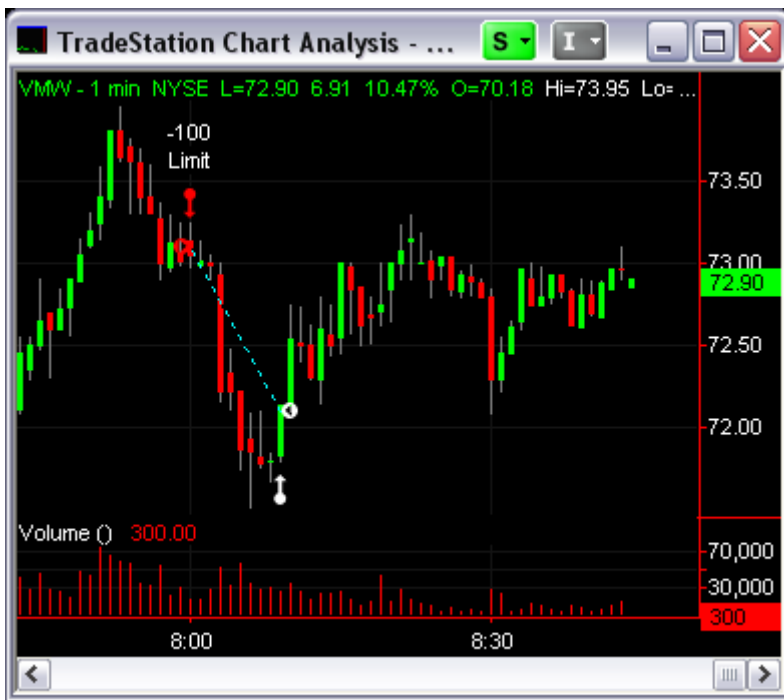 TradeStation Chart Analysis - ...
S
I
VMW - 1 min NYSE L=72.90 6.91 10.47% O=70.18 Hi=73.95 Lo= ...
-100
Limit
73.50
73.00
72.90
72.50
72.00
Volume () 300.00
70,000
30,000
300
8:00 8:30